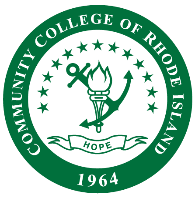 COMMUNITY COLLEGE OF RHODE ISLAND
HOPE
1964